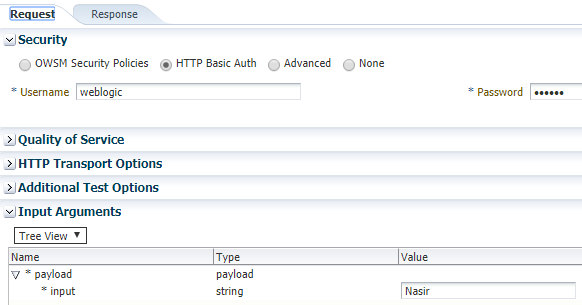 Request Response
Security
OWSM Security Policies HTTP Basic Auth Advanced None
* Username weblogic * Password ••••••
Quality of Service
HTTP Transport Options
Additional Test Options
Input Arguments
Tree View
Name Type Value
* payload payload
* input string Nasir